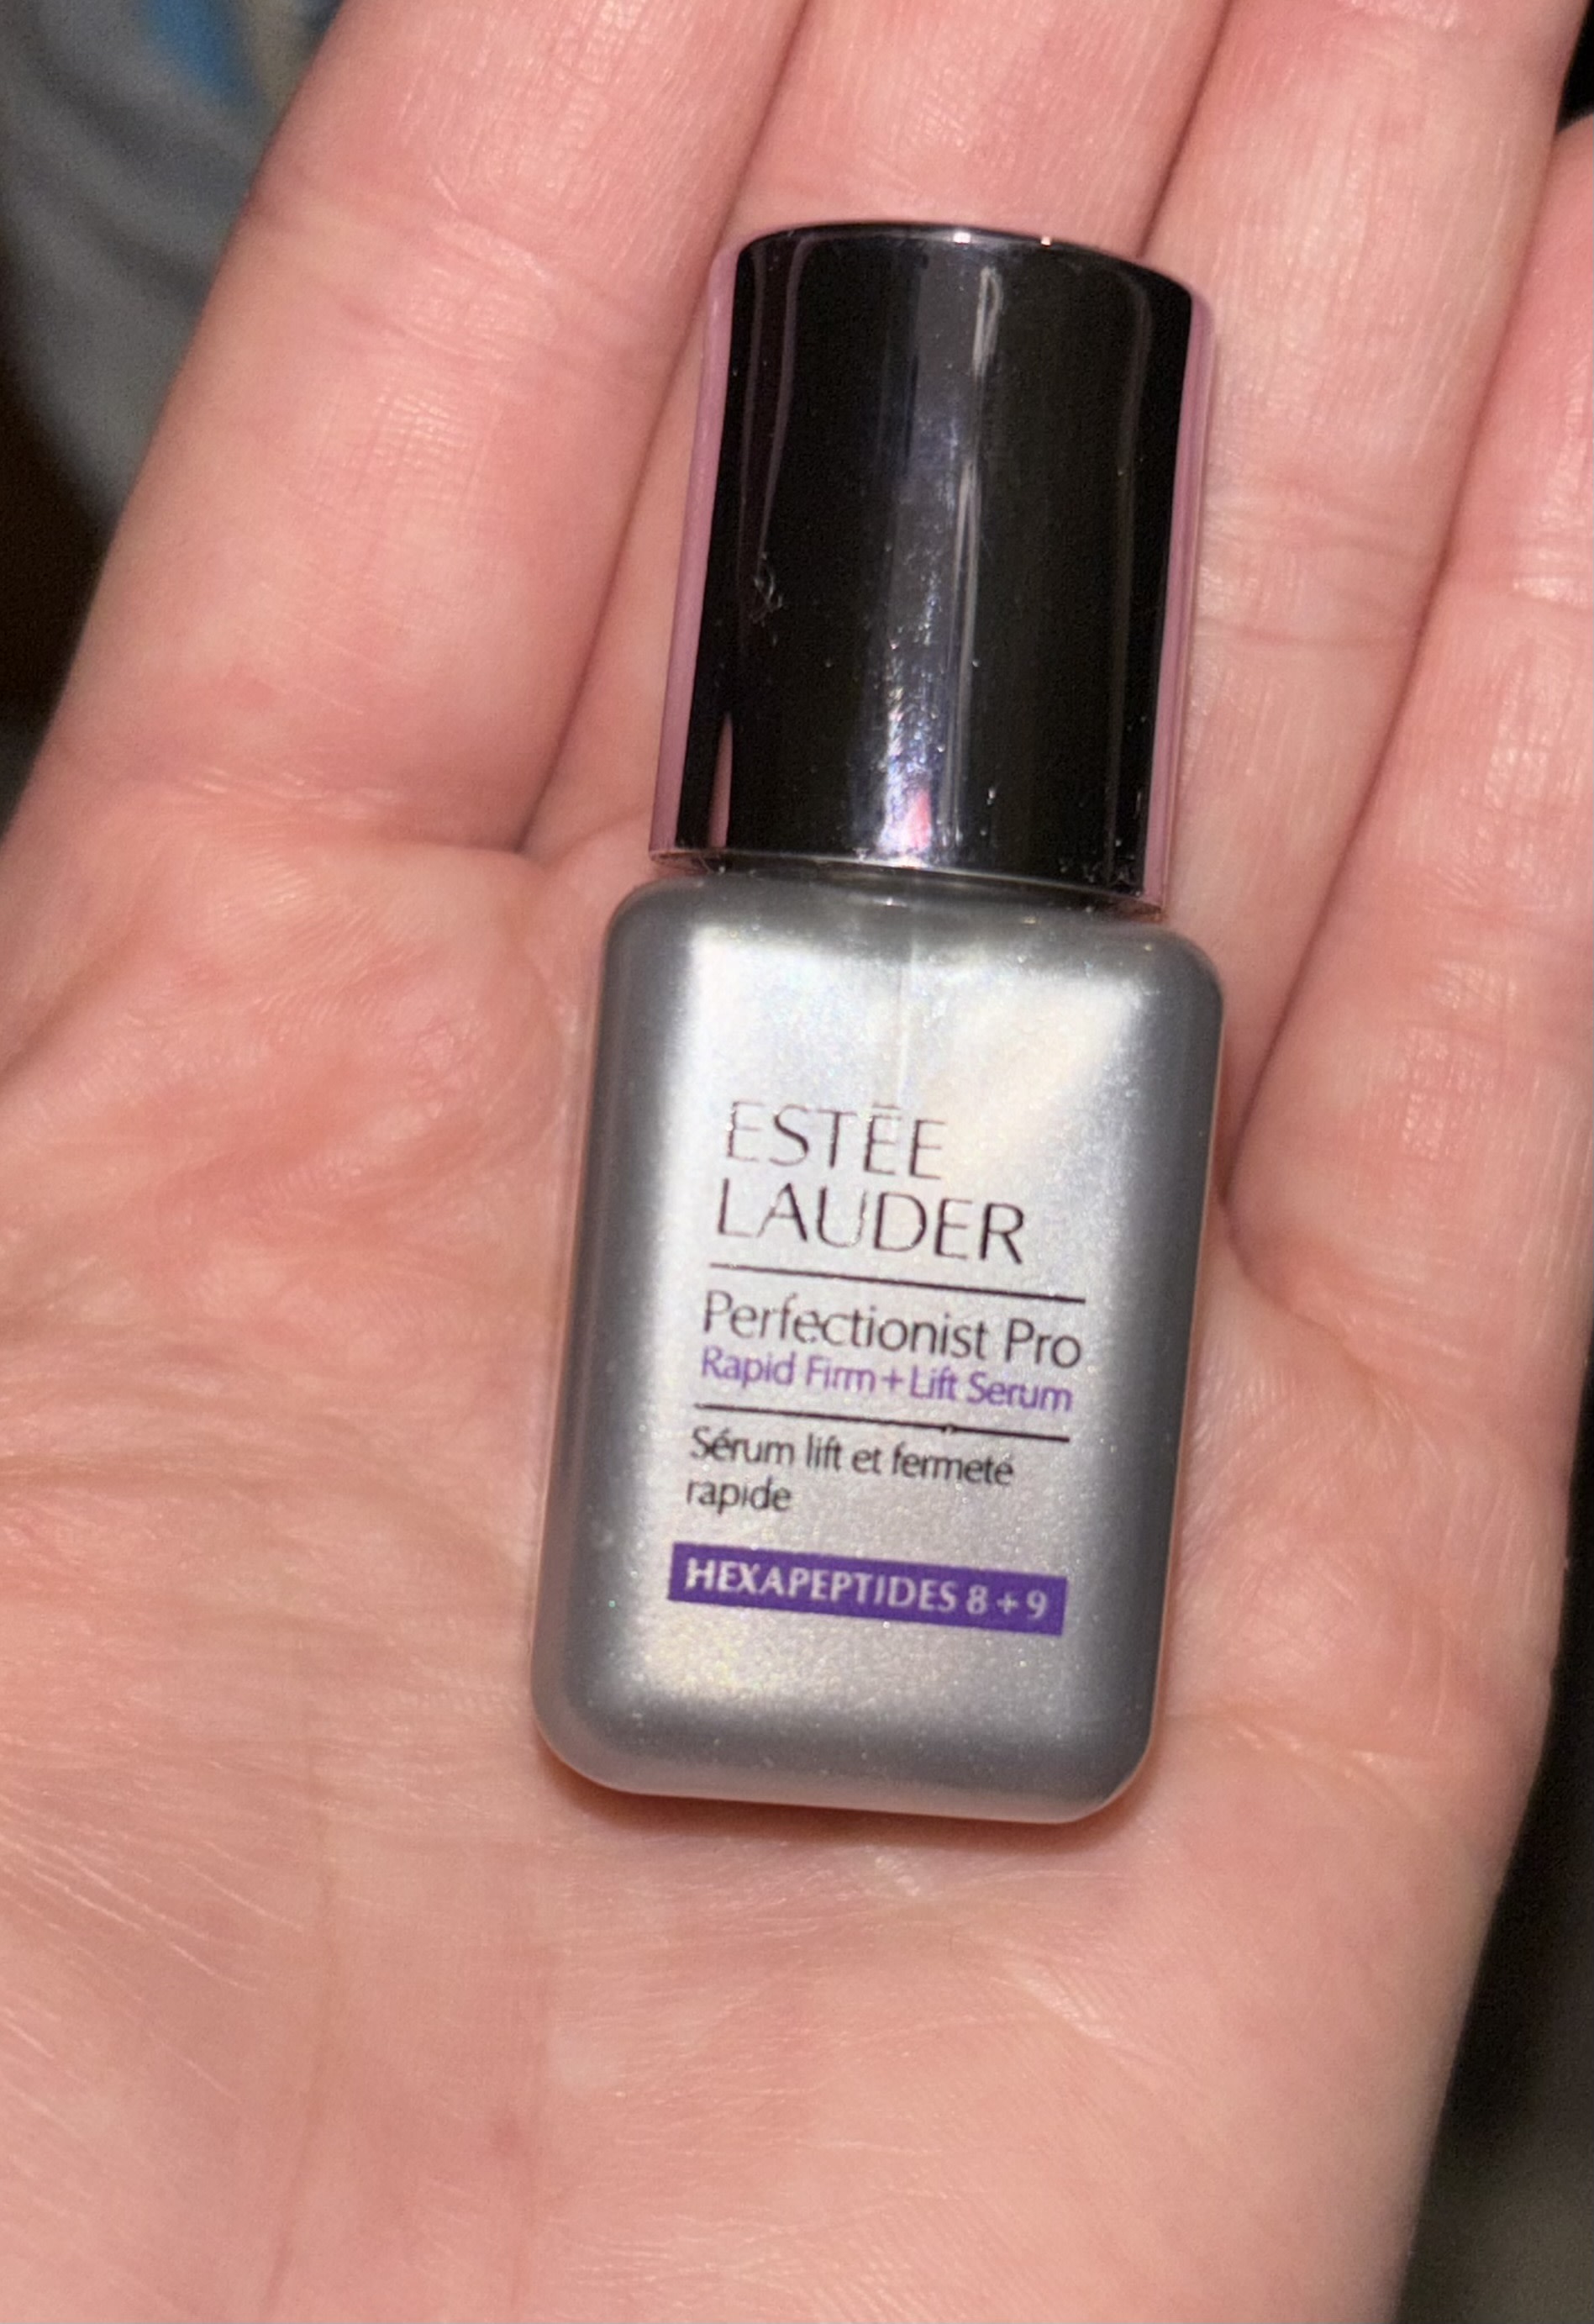 ESTĒE
LAUDER
Perfectionist Pro
Rapid Firm+Lift Serum
Sérum lift et fermeté
rapide
HEXAPEPTIDES 8 + 9